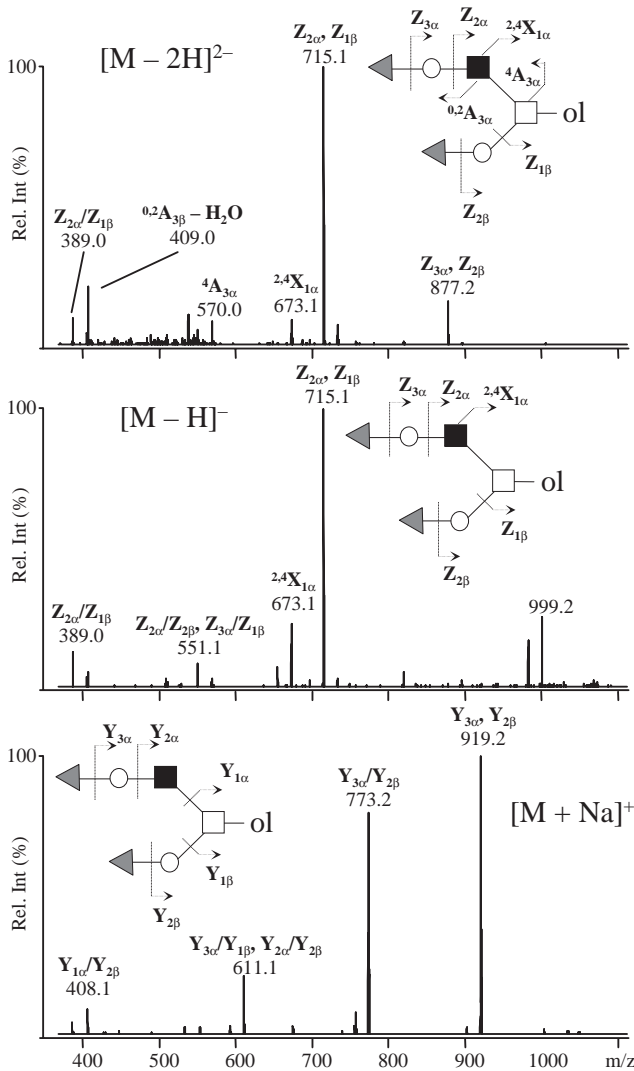 [M – 2H]²⁻
Z₂α, Z₁β
715.1
Z₃α Z₂α ²,⁴X₁α
⁴A₃α
⁰,²A₃α
ol
Z₁β
Z₂β
100
Rel. Int (%)
Z₂α/Z₁β
389.0
⁰,²A₃β – H₂O
409.0
⁴A₃α
570.0
²,⁴X₁α
673.1
Z₃α, Z₂β
877.2
[M – H]⁻
Z₂α, Z₁β
715.1
Z₃α Z₂α ²,⁴X₁α
ol
Z₁β
Z₂β
100
Rel. Int (%)
Z₂α/Z₁β
389.0
Z₂α/Z₂β, Z₃α/Z₁β
551.1
²,⁴X₁α
673.1
999.2
Y₃α Y₂α
Y₁α
ol
Y₁β
Y₂β
100
Rel. Int (%)
Y₃α, Y₂β
919.2
Y₃α/Y₂β
773.2
[M + Na]⁺
Y₃α/Y₁β, Y₂α/Y₂β
611.1
Y₁α/Y₂β
408.1
400 500 600 700 800 900 1000 m/z